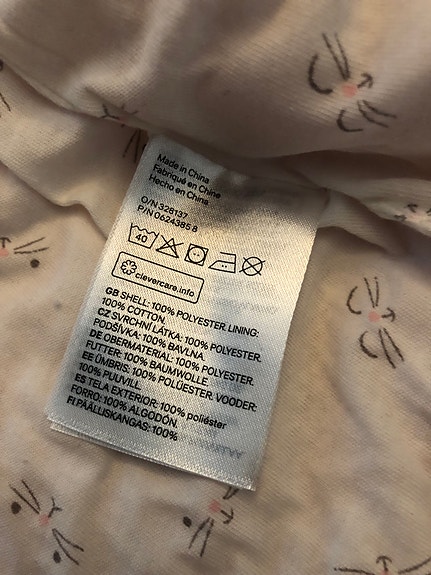 Made in China
Fabriqué en Chine
Hecho en China
O/N 328137
P/N 0624385 8
40
clevercare.info
GB SHELL: 100% POLYESTER. LINING:
100% COTTON.
CZ SVRCHNÍ LÁTKA: 100% POLYESTER.
PODŠÍVKA: 100% BAVLNA.
DE OBERMATERIAL: 100% POLYESTER.
FUTTER: 100% BAUMWOLLE.
EE ÜMBRIS: 100% POLÜESTER. VOODER:
100% PUUVILL.
ES TELA EXTERIOR: 100% poliéster
FORRO: 100% ALGODÓN.
FI PÄÄLLISKANGAS: 100%